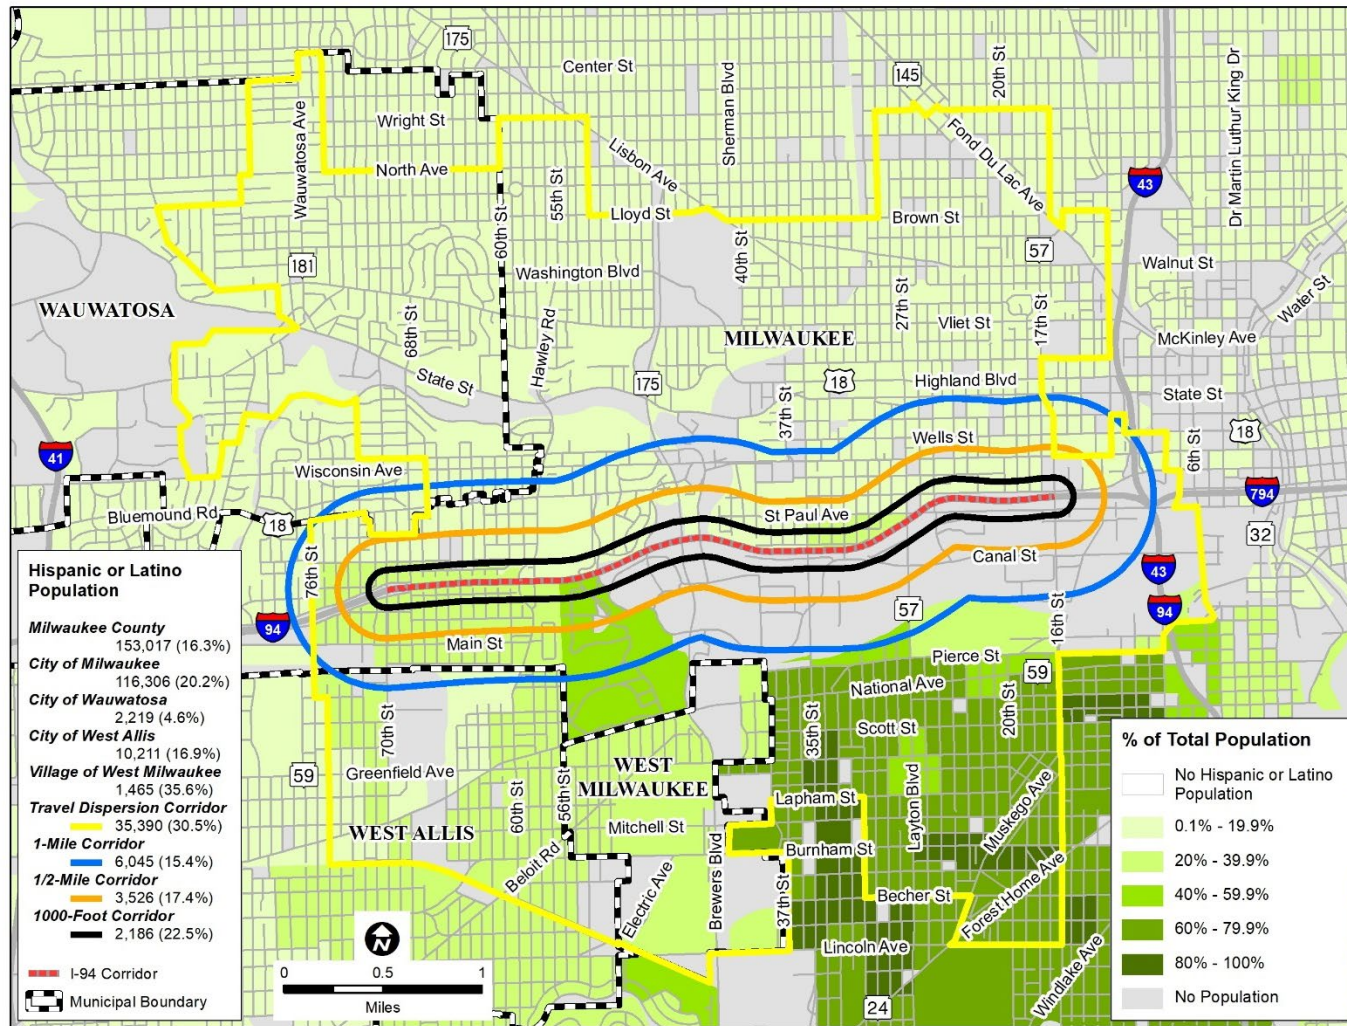 175
Center St
Sherman Blvd
145
20th St
Dr Martin Luthur King Dr
Wauwatosa Ave
Wright St
North Ave
Lisbon Ave
Fond Du Lac Ave
43
60th St
55th St
Lloyd St
40th St
Brown St
57
181
Washington Blvd
27th St
17th St
Walnut St
Water St
WAUWATOSA
68th St
Hawley Rd
MILWAUKEE
Vliet St
McKinley Ave
State St
175
37th St
18
Highland Blvd
State St
41
Wisconsin Ave
Wells St
6th St
18
Bluemound Rd
18
St Paul Ave
794
32
76th St
Canal St
43
94
94
Main St
57
16th St
Pierce St
59
National Ave
35th St
Scott St
20th St
70th St
59
Greenfield Ave
WEST
MILWAUKEE
60th St
56th St
Lapham St
Layton Blvd
Muskego Ave
WEST ALLIS
Mitchell St
Burnham St
Beloit Rd
Electric Ave
Brewers Blvd
37th St
Becher St
Forest Home Ave
Lincoln Ave
Windlake Ave
24
Hispanic or Latino
Population
Milwaukee County
153,017 (16.3%)
City of Milwaukee
116,306 (20.2%)
City of Wauwatosa
2,219 (4.6%)
City of West Allis
10,211 (16.9%)
Village of West Milwaukee
1,465 (35.6%)
Travel Dispersion Corridor
35,390 (30.5%)
1-Mile Corridor
6,045 (15.4%)
1/2-Mile Corridor
3,526 (17.4%)
1000-Foot Corridor
2,186 (22.5%)
I-94 Corridor
Municipal Boundary
N
0 0.5 1
Miles
% of Total Population
No Hispanic or Latino
Population
0.1% - 19.9%
20% - 39.9%
40% - 59.9%
60% - 79.9%
80% - 100%
No Population